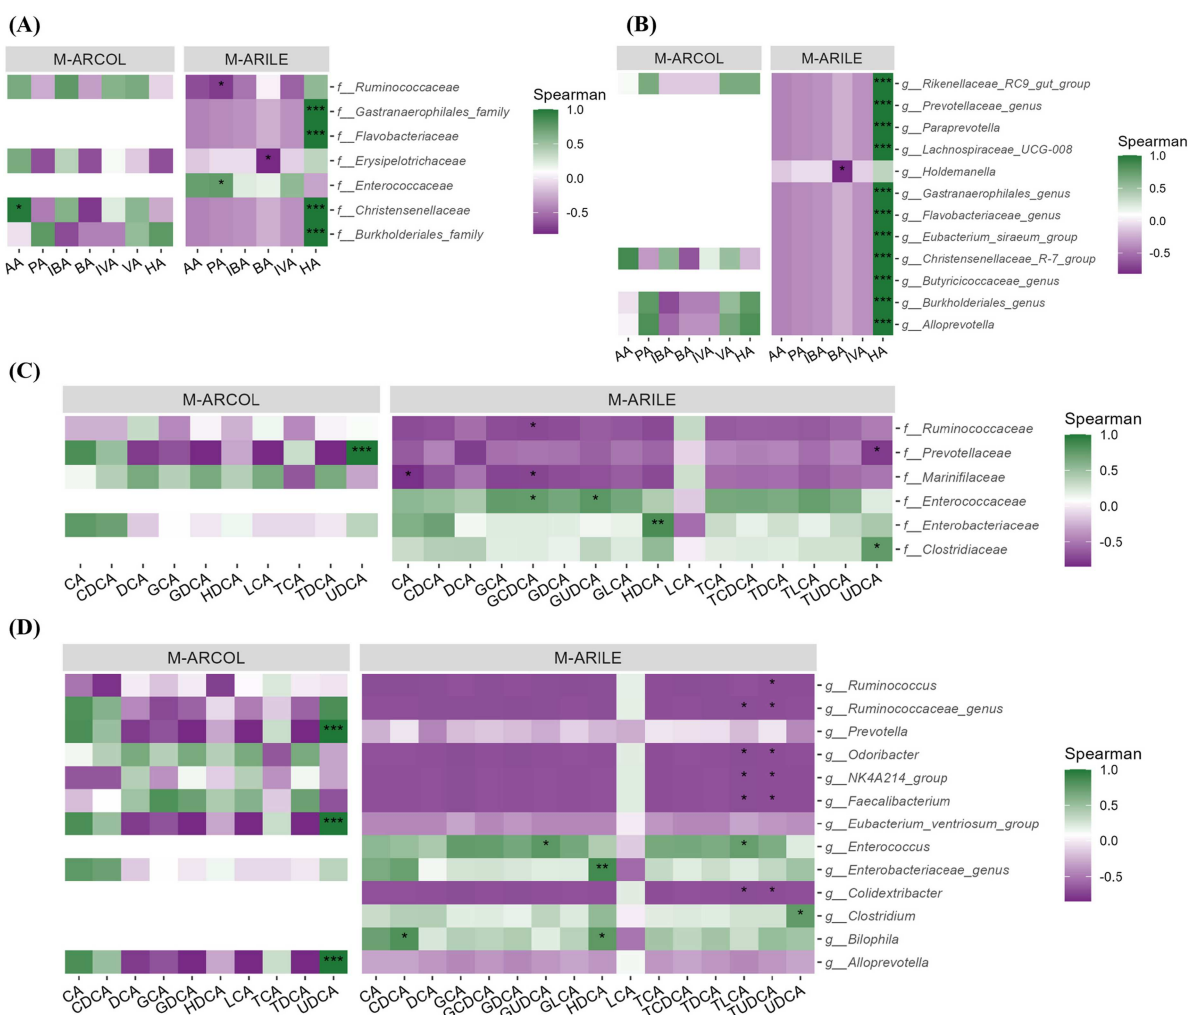 (A)
M-ARCOL M-ARILE
* f__Ruminococcaceae
*** f__Gastranaerophilales_family
*** f__Flavobacteriaceae
* f__Erysipelotrichaceae
* f__Enterococcaceae
* *** f__Christensenellaceae
*** f__Burkholderiales_family
AA PA IBA BA IVA VA HA AA PA IBA BA IVA HA
Spearman
1.0
0.5
0.0
-0.5
(B)
M-ARCOL M-ARILE
*** g__Rikenellaceae_RC9_gut_group
*** g__Prevotellaceae_genus
*** g__Paraprevotella
*** g__Lachnospiraceae_UCG-008
* g__Holdemanella
*** g__Gastranaerophilales_genus
*** g__Flavobacteriaceae_genus
*** g__Eubacterium_siraeum_group
*** g__Christensenellaceae_R-7_group
*** g__Butyricicoccaceae_genus
*** g__Burkholderiales_genus
*** g__Alloprevotella
AA PA IBA BA IVA VA HA AA PA IBA BA IVA HA
Spearman
1.0
0.5
0.0
-0.5
(C)
M-ARCOL M-ARILE
* f__Ruminococcaceae
*** * f__Prevotellaceae
* * f__Marinifilaceae
* * f__Enterococcaceae
** f__Enterobacteriaceae
* f__Clostridiaceae
CA CDCA DCA GCA GDCA HDCA LCA TCA TDCA UDCA CA CDCA DCA GCA GCDCA GDCA GUDCA GLCA HDCA LCA TCA TCDCA TDCA TLCA TUDCA UDCA
Spearman
1.0
0.5
0.0
-0.5
(D)
M-ARCOL M-ARILE
* g__Ruminococcus
* * g__Ruminococcaceae_genus
*** g__Prevotella
* * g__Odoribacter
* * g__NK4A214_group
* * g__Faecalibacterium
*** g__Eubacterium_ventriosum_group
* * g__Enterococcus
** g__Enterobacteriaceae_genus
* * g__Colidextribacter
* g__Clostridium
* * g__Bilophila
*** g__Alloprevotella
CA CDCA DCA GCA GDCA HDCA LCA TCA TDCA UDCA CA CDCA DCA GCA GCDCA GDCA GUDCA GLCA HDCA LCA TCA TCDCA TDCA TLCA TUDCA UDCA
Spearman
1.0
0.5
0.0
-0.5